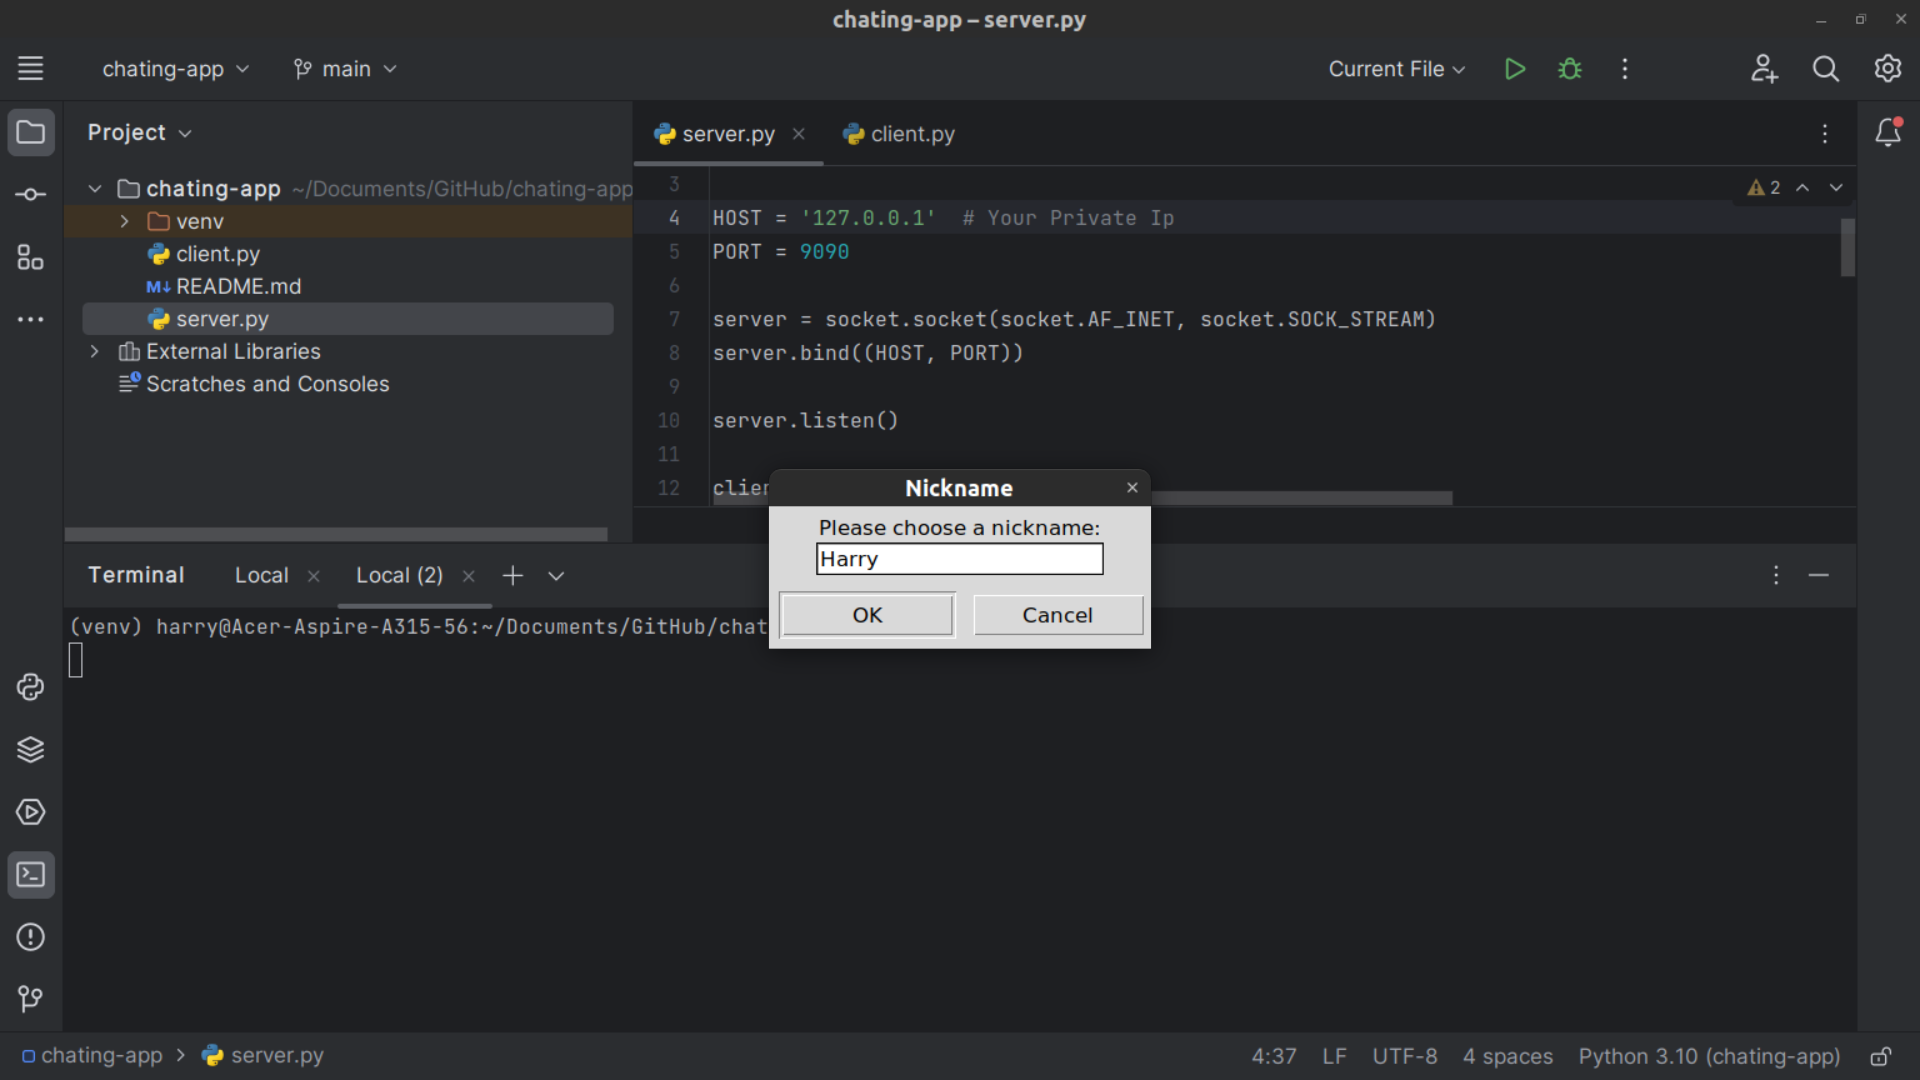 chating-app – server.py
chating-app
main
Current File
Project
server.py
client.py
chating-app ~/Documents/GitHub/chating-app
venv
client.py
M↓ README.md
server.py
External Libraries
Scratches and Consoles
2
3
4 HOST = '127.0.0.1' # Your Private Ip
5 PORT = 9090
6
7 server = socket.socket(socket.AF_INET, socket.SOCK_STREAM)
8 server.bind((HOST, PORT))
9
10 server.listen()
11
12 clien
Nickname
Please choose a nickname:
Harry
OK
Cancel
Terminal
Local
Local (2)
(venv) harry@Acer-Aspire-A315-56:~/Documents/GitHub/chat
chating-app > server.py
4:37
LF
UTF-8
4 spaces
Python 3.10 (chating-app)